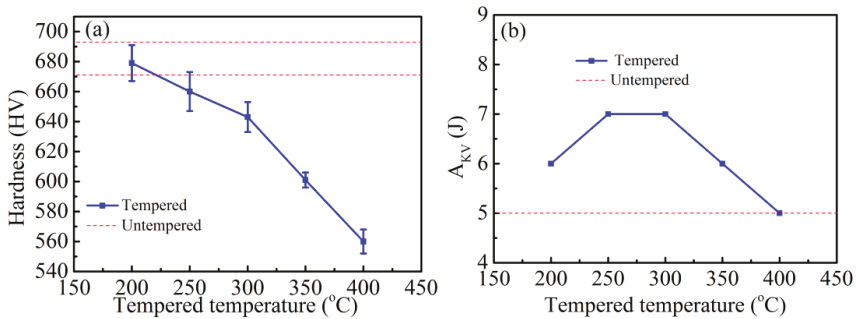 (a)
Hardness (HV)
700
680
660
640
620
600
580
560
540
Tempered
Untempered
150 200 250 300 350 400 450
Tempered temperature (°C)
(b)
A_KV (J)
9
8
7
6
5
4
Tempered
Untempered
150 200 250 300 350 400 450
Tempered temperature (°C)